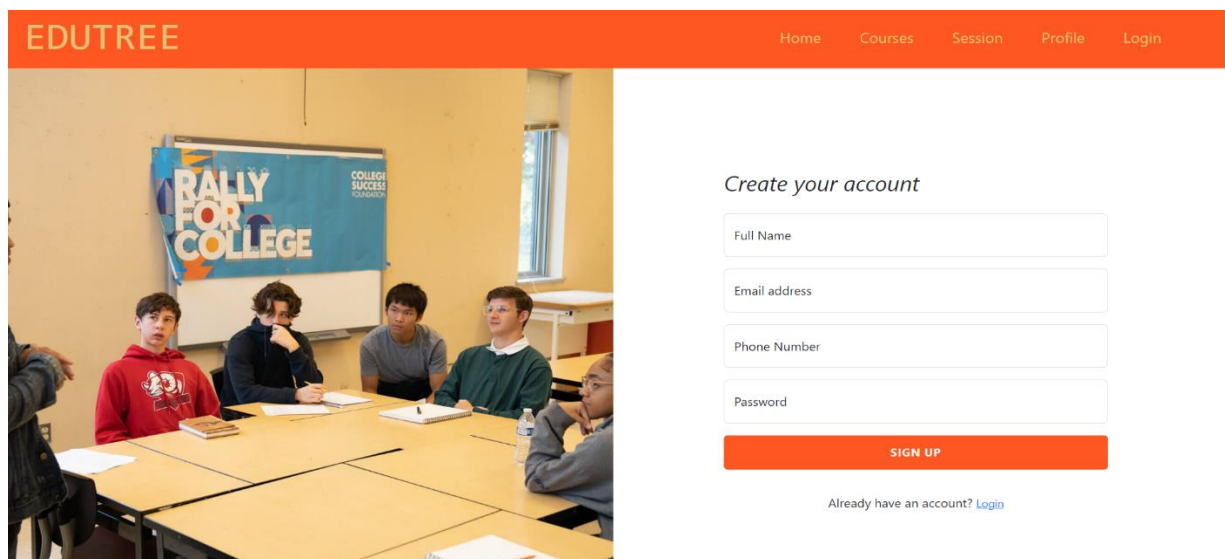 EDUTREE
Home Courses Session Profile Login
RALLY
FOR
COLLEGE
COLLEGE
SUCCESS
FOUNDATION
Create your account
Full Name
Email address
Phone Number
Password
SIGN UP
Already have an account? Login